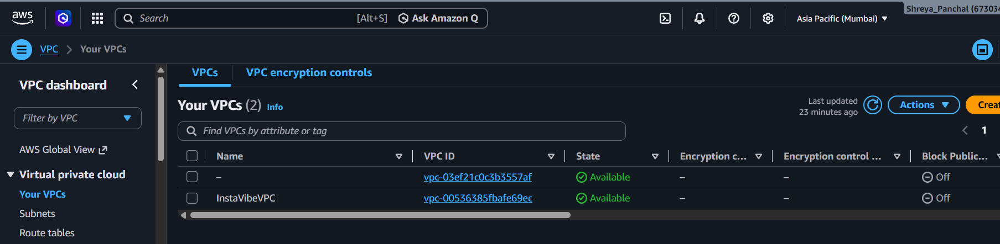 Shreya_Panchal (67303
aws
Search [Alt+S] Ask Amazon Q Asia Pacific (Mumbai)
VPC Your VPCs
VPC dashboard
Filter by VPC
AWS Global View
Virtual private cloud
Your VPCs
Subnets
Route tables
VPCs VPC encryption controls
Your VPCs (2) Info
Last updated
23 minutes ago
Actions
Creat
Find VPCs by attribute or tag
1
Name VPC ID State Encryption c... Encryption control ... Block Public...
– vpc-03ef21c0c3b3557af Available – – Off
InstaVibeVPC vpc-00536385fbafe69ec Available – – Off